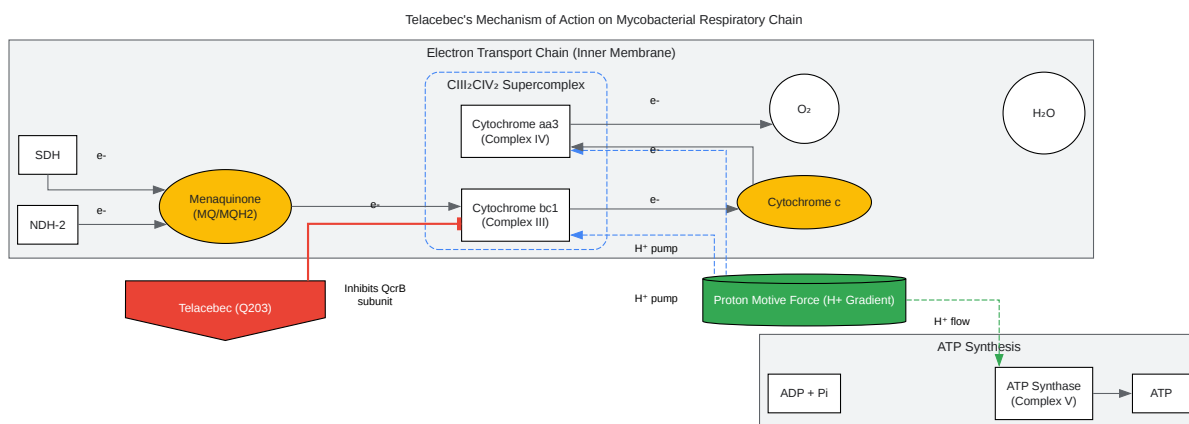 Telacebec's Mechanism of Action on Mycobacterial Respiratory Chain
Electron Transport Chain (Inner Membrane)
CIII₂CIV₂ Supercomplex
e-
O₂
H₂O
Cytochrome aa3
(Complex IV)
SDH
e-
e-
Menaquinone
(MQ/MQH2)
e-
Cytochrome bc1
(Complex III)
e-
Cytochrome c
NDH-2
e-
H⁺ pump
Telacebec (Q203)
Inhibits QcrB
subunit
H⁺ pump
Proton Motive Force (H+ Gradient)
H⁺ flow
ATP Synthesis
ADP + Pi
ATP Synthase
(Complex V)
ATP